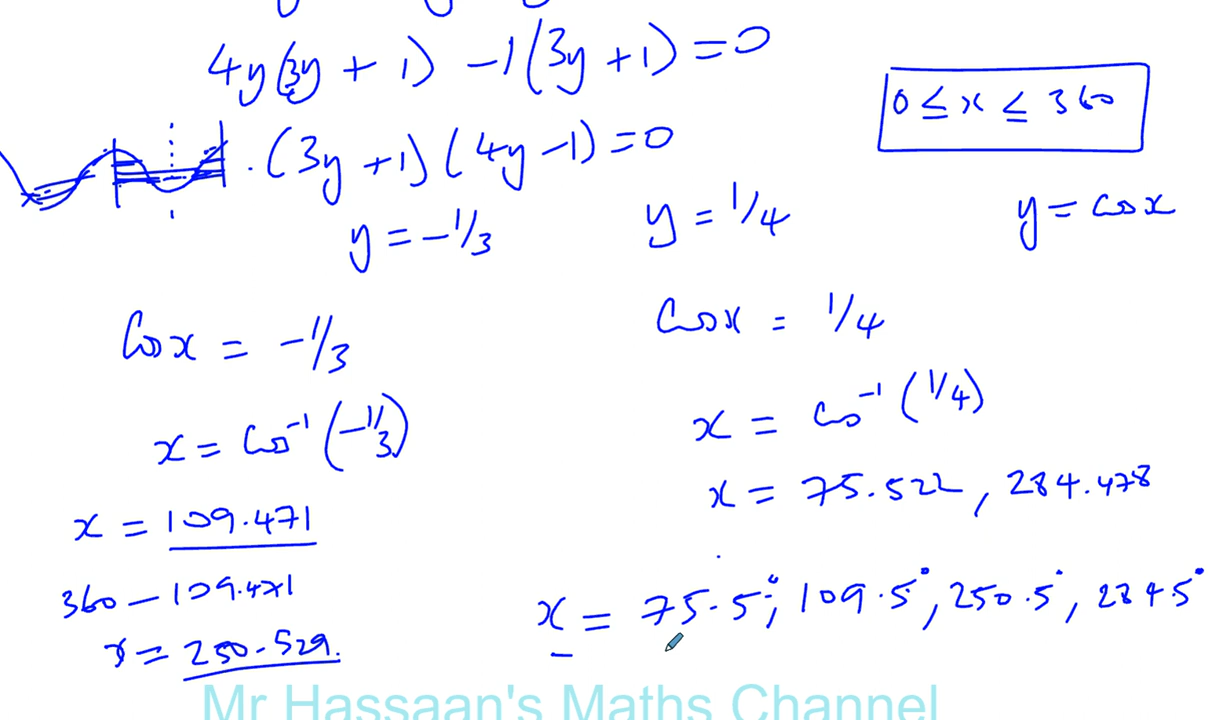 4y(3y + 1) -1(3y + 1) = 0
0 ≤ x ≤ 360
(3y + 1)(4y - 1) = 0
y = -1/3
y = 1/4
y = cos x
Cos x = -1/3
Cos x = 1/4
x = Cos⁻¹(-1/3)
x = cos⁻¹(1/4)
x = 109.471
x = 75.522, 284.478
360 - 109.471
x = 250.529.
x = 75.5°, 109.5°, 250.5°, 284.5°
Mr Hassaan's Maths Channel